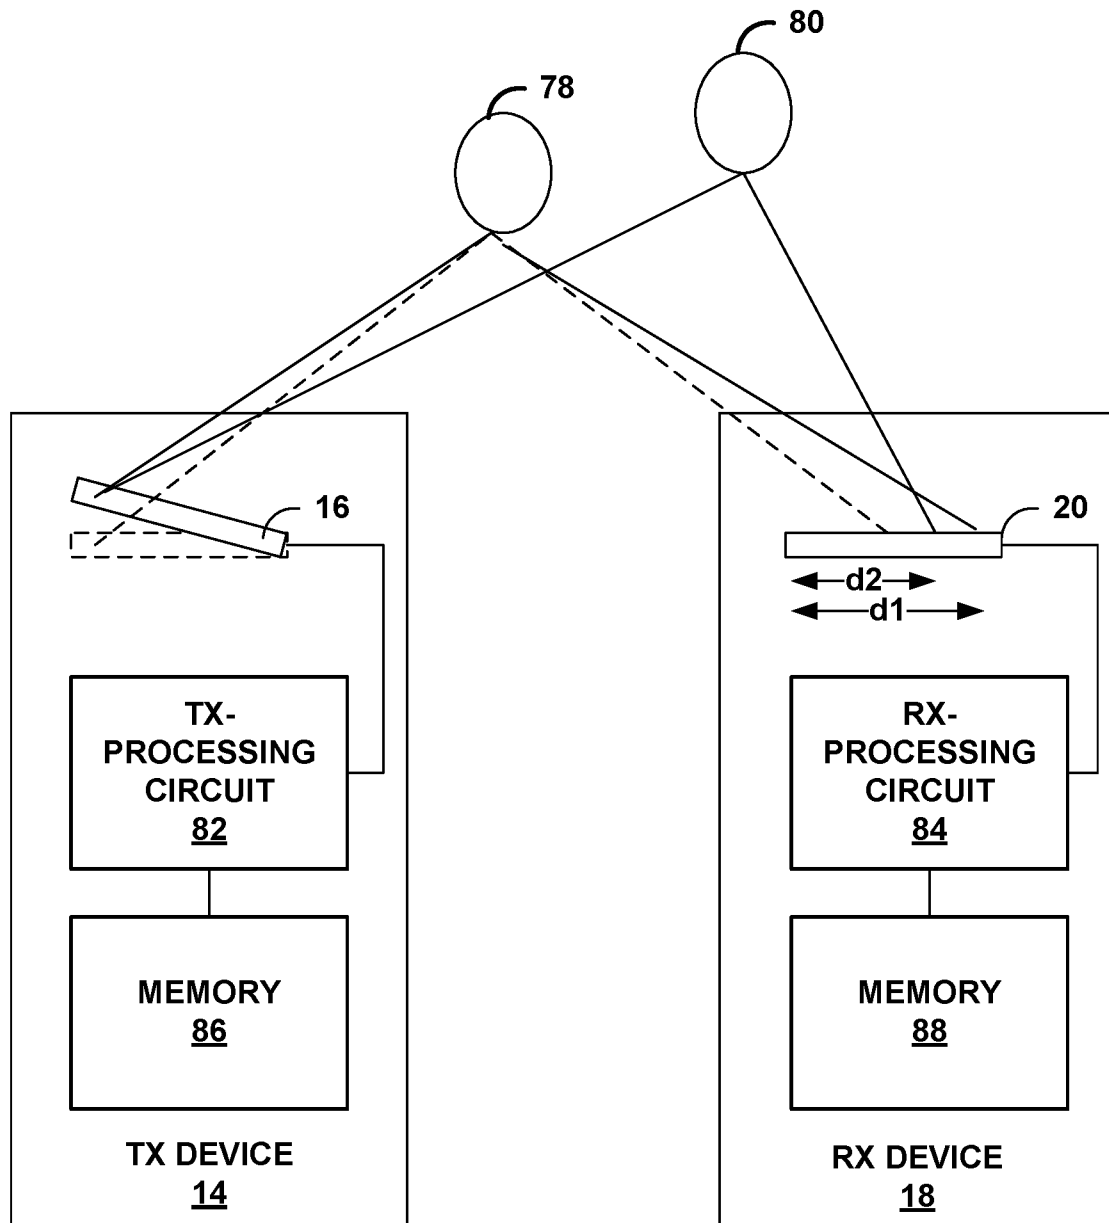 80
78
16
20
d2
d1
TX-
PROCESSING
CIRCUIT
82
RX-
PROCESSING
CIRCUIT
84
MEMORY
86
MEMORY
88
TX DEVICE
14
RX DEVICE
18